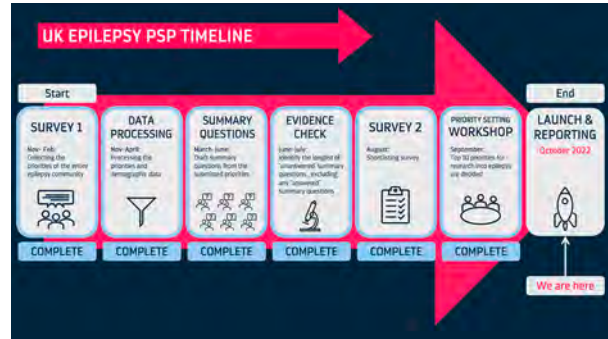 UK EPILEPSY PSP TIMELINE
Start
End
SURVEY 1
Nov- Feb:
Collecting the
priorities of the entire
epilepsy community
DATA
PROCESSING
Nov-April:
Processing the
priorities and
demographic data
SUMMARY
QUESTIONS
March-June:
Draft summary
questions from the
submitted priorities
EVIDENCE
CHECK
June-July:
Identify the longlist of
'unanswered' summary
questions, excluding
any 'answered'
summary questions
SURVEY 2
August:
Shortlisting survey
PRIORITY SETTING
WORKSHOP
September:
Top 10 priorities for
research into epilepsy
are decided
LAUNCH &
REPORTING
October 2022
COMPLETE
COMPLETE
COMPLETE
COMPLETE
COMPLETE
COMPLETE
We are here